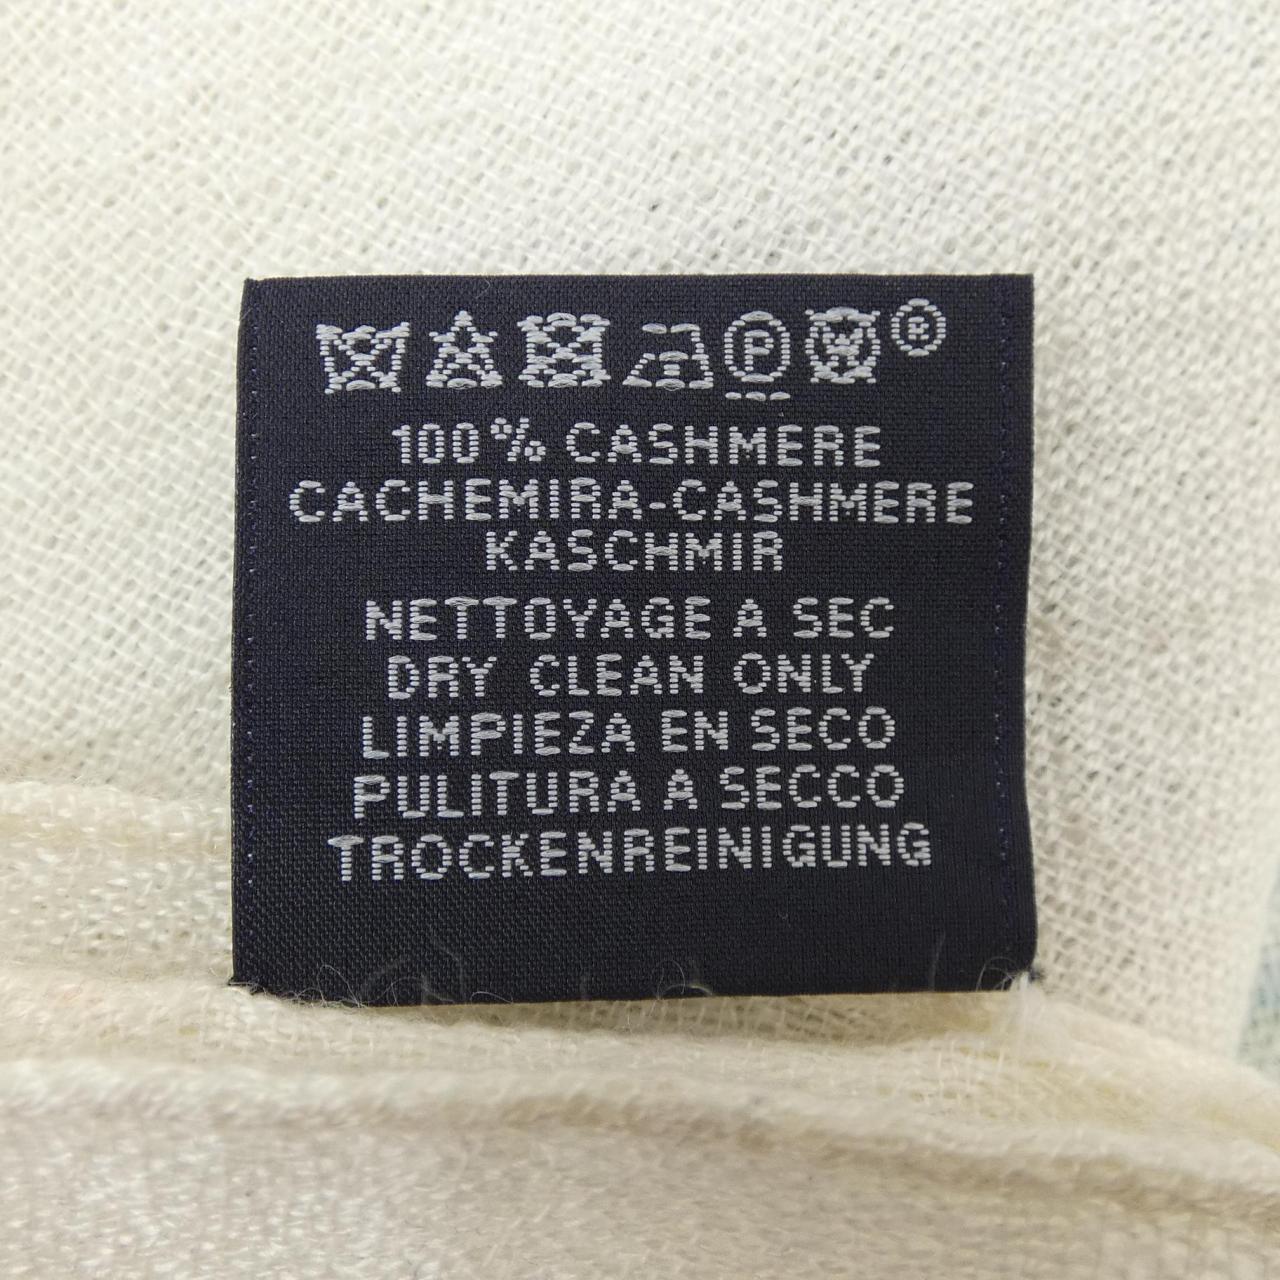 P W ®
100% CASHMERE
CACHEMIRA-CASHMERE
KASCHMIR
NETTOYAGE A SEC
DRY CLEAN ONLY
LIMPIEZA EN SECO
PULITURA A SECCO
TROCKENREINIGUNG